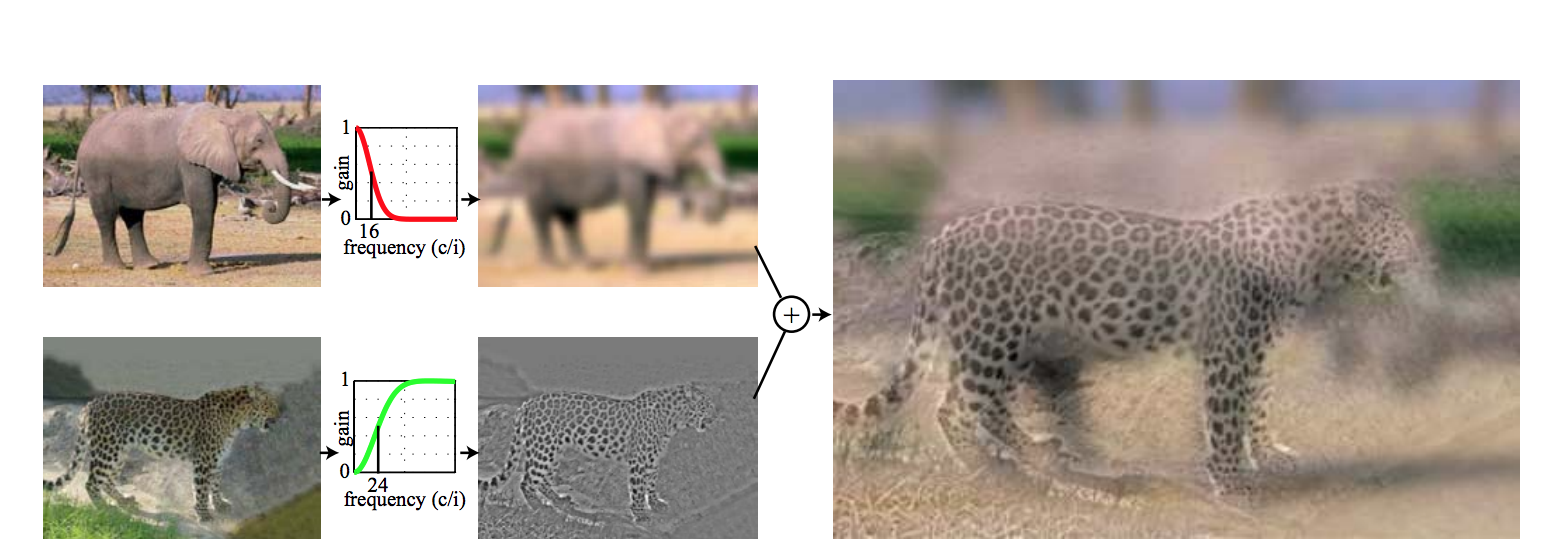 1
gain
0
16
frequency (c/i)
+
1
gain
0
24
frequency (c/i)